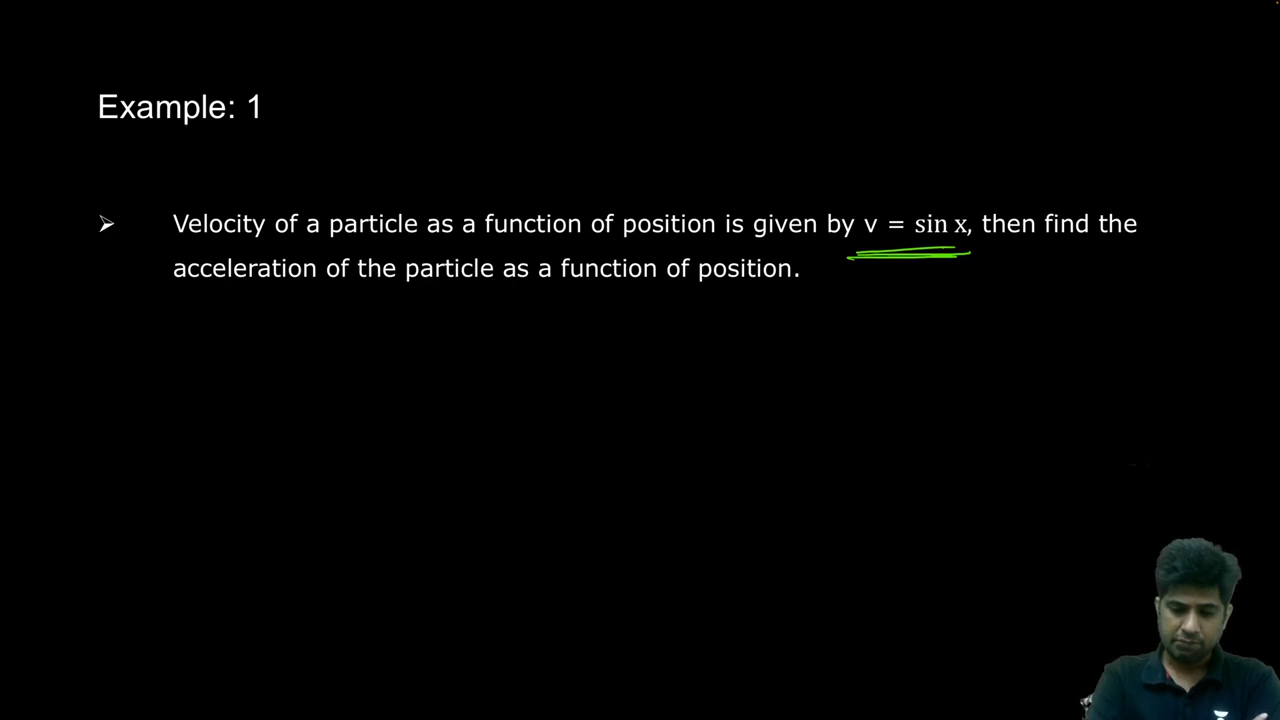 Example: 1
Velocity of a particle as a function of position is given by v = sin x, then find the
acceleration of the particle as a function of position.